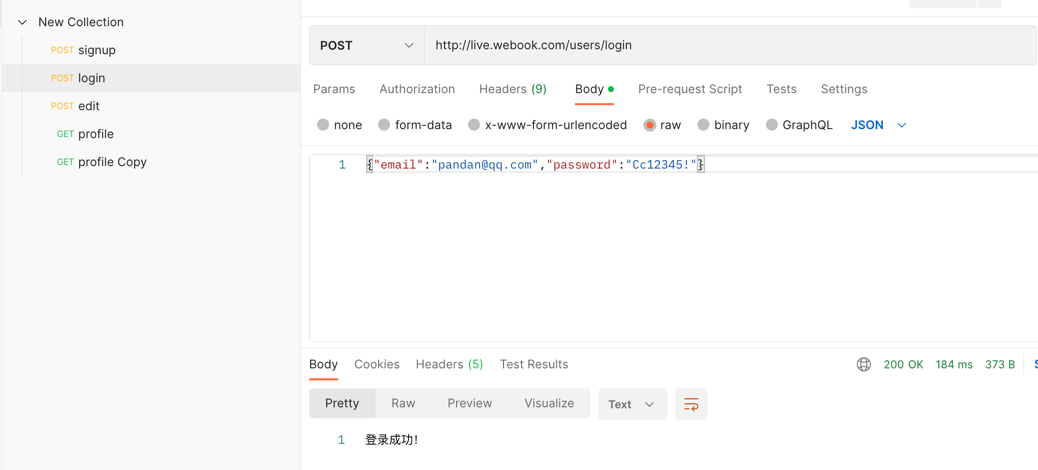 New Collection
POST signup
POST login
POST edit
GET profile
GET profile Copy
POST http://live.webook.com/users/login
Params Authorization Headers (9) Body Pre-request Script Tests Settings
none form-data x-www-form-urlencoded raw binary GraphQL JSON
1 {"email":"pandan@qq.com","password":"Cc12345!"}
Body Cookies Headers (5) Test Results 200 OK 184 ms 373 B
Pretty Raw Preview Visualize Text
1 登录成功!